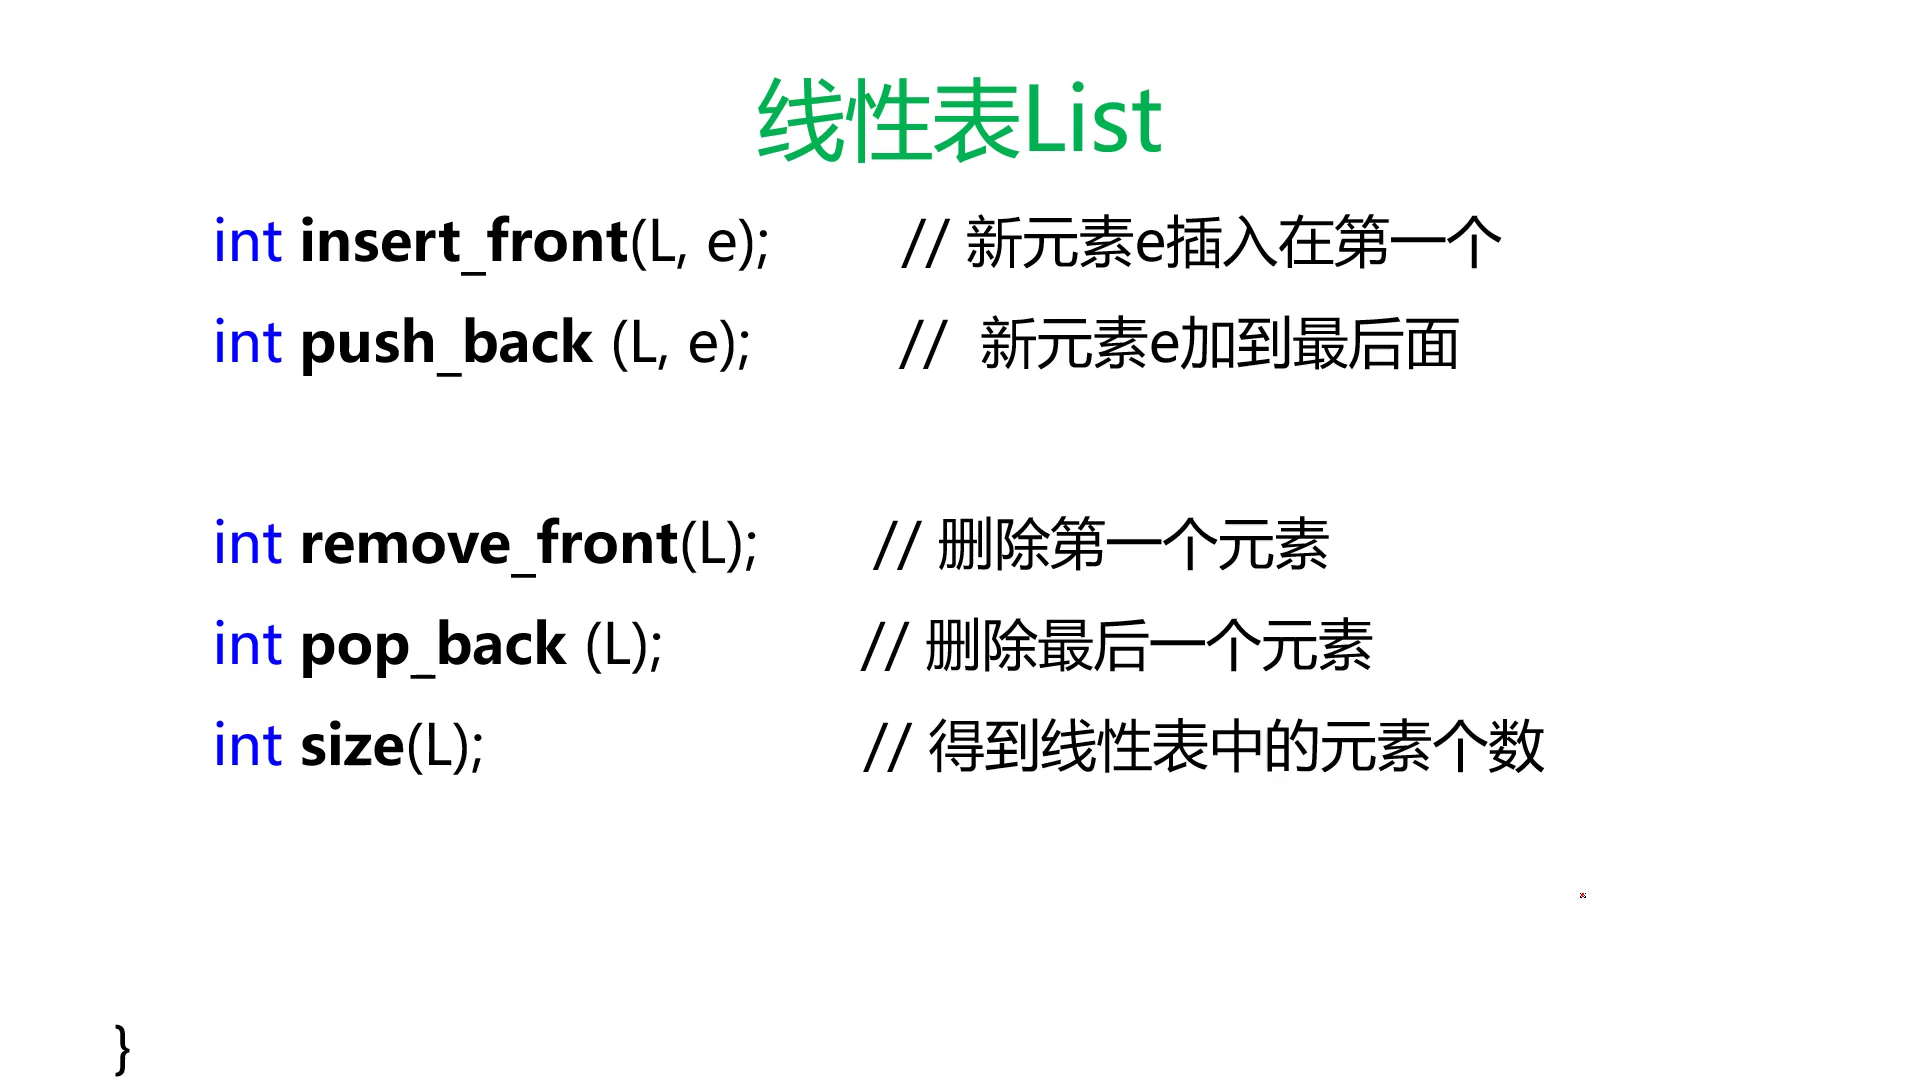 线性表List
int insert_front(L, e); // 新元素e插入在第一个
int push_back (L, e); // 新元素e加到最后面
int remove_front(L); // 删除第一个元素
int pop_back (L); // 删除最后一个元素
int size(L); // 得到线性表中的元素个数
}